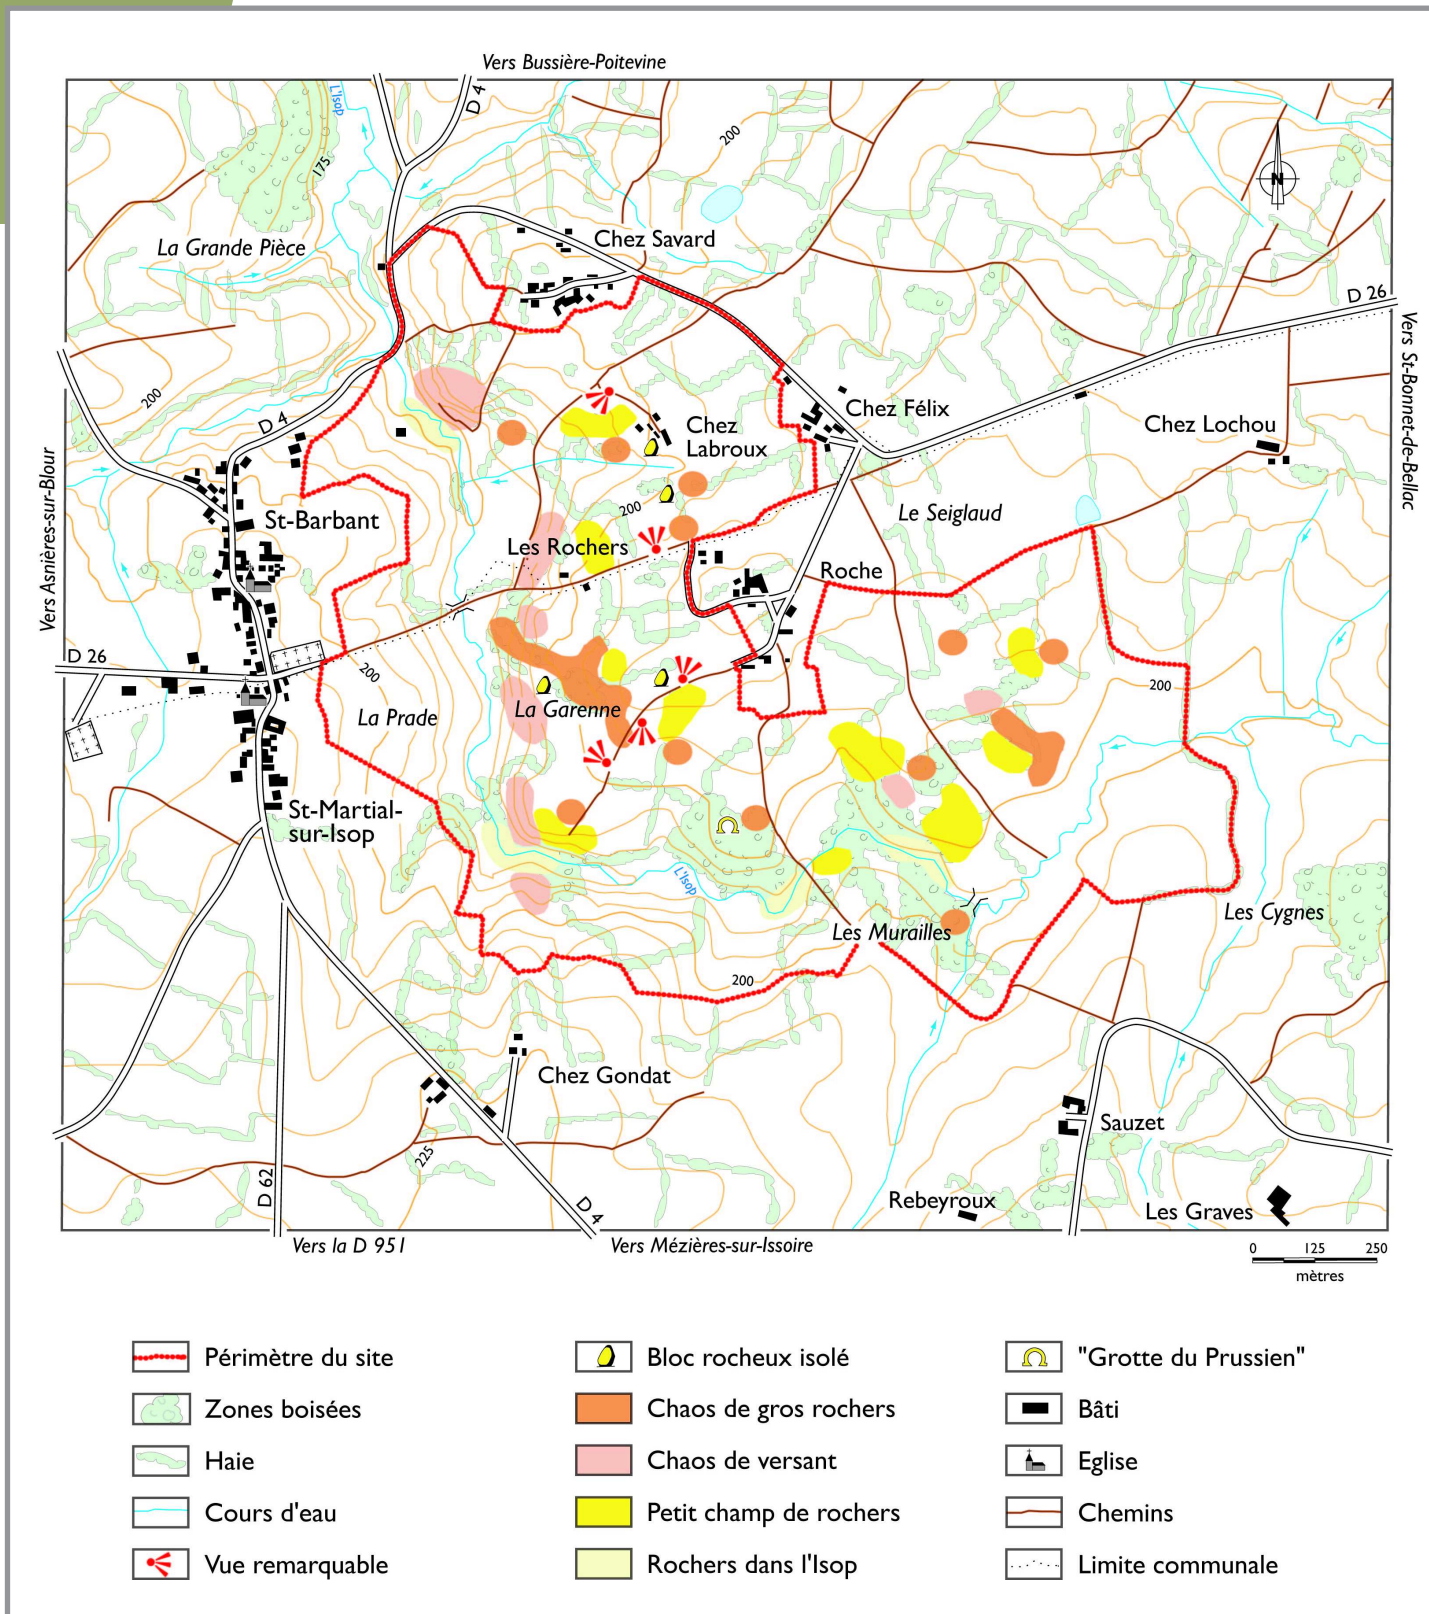 Vers Bussière-Poitevine
L'Isop
D 4
200
175
N
La Grande Pièce
Chez Savard
D 26
Vers St-Bonnet-de-Bellac
200
D 4
Chez Félix
Chez Lochou
Chez
Labroux
Vers Asnières-sur-Blour
200
St-Barbant
Le Seiglaud
Les Rochers
Roche
D 26
200
200
La Prade
La Garenne
St-Martial-
sur-Isop
L'Isop
Les Cygnes
Les Murailles
200
Chez Gondat
225
Sauzet
D 62
D 4
Rebeyroux
Les Graves
Vers la D 951
Vers Mézières-sur-Issoire
0 125 250
mètres
Périmètre du site
Bloc rocheux isolé
"Grotte du Prussien"
Zones boisées
Chaos de gros rochers
Bâti
Haie
Chaos de versant
Eglise
Cours d'eau
Petit champ de rochers
Chemins
Vue remarquable
Rochers dans l'Isop
Limite communale